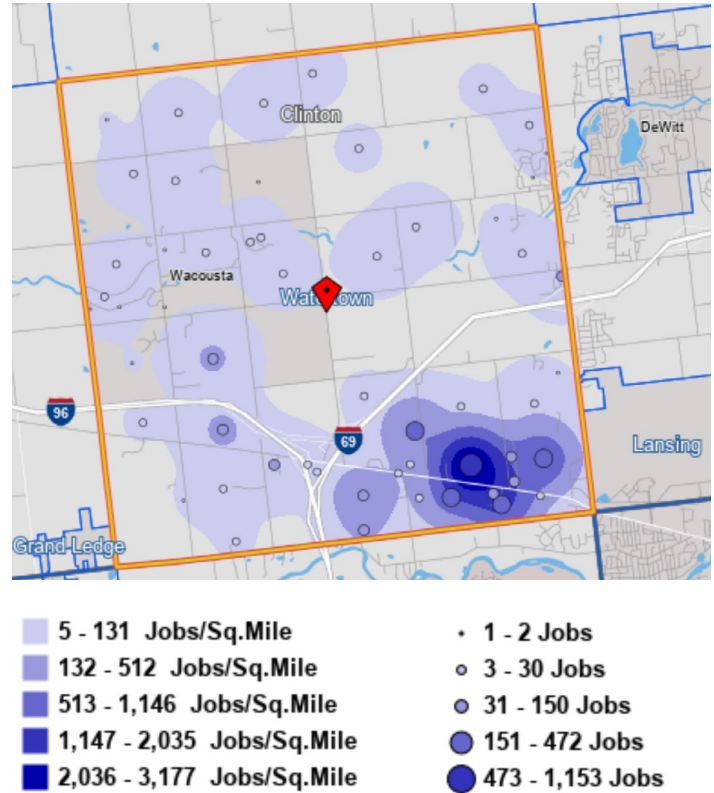 Clinton
DeWitt
Wacousta
Watertown
96
69
Lansing
Grand Ledge
5 - 131 Jobs/Sq.Mile
132 - 512 Jobs/Sq.Mile
513 - 1,146 Jobs/Sq.Mile
1,147 - 2,035 Jobs/Sq.Mile
2,036 - 3,177 Jobs/Sq.Mile
1 - 2 Jobs
3 - 30 Jobs
31 - 150 Jobs
151 - 472 Jobs
473 - 1,153 Jobs